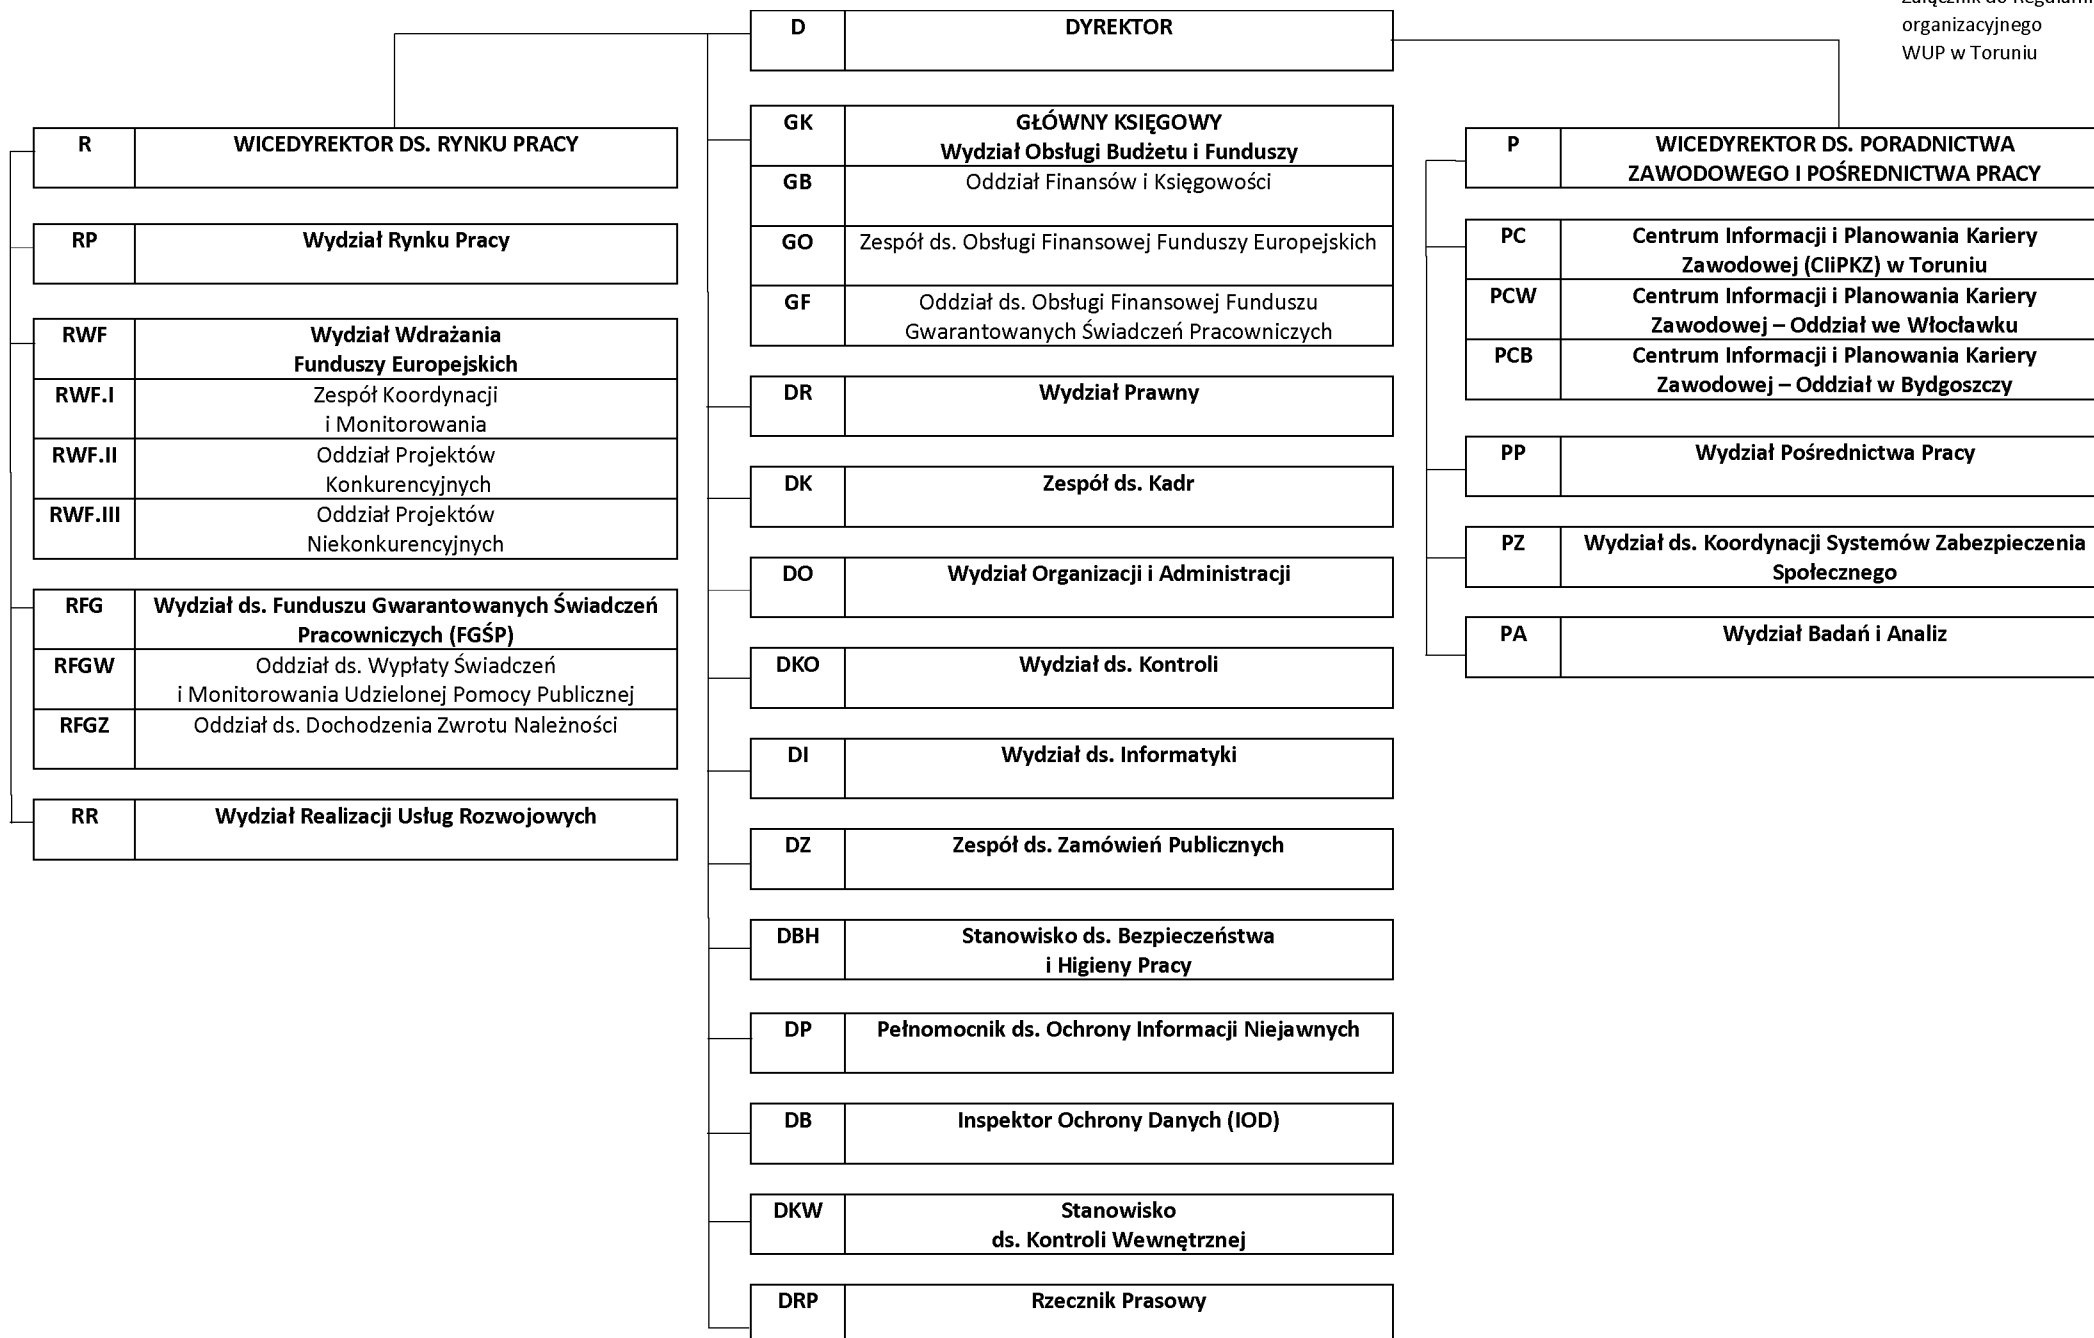 organizacyjnego
WUP w Toruniu
D DYREKTOR
R WICEDYREKTOR DS. RYNKU PRACY
RP Wydział Rynku Pracy
RWF Wydział Wdrażania
Funduszy Europejskich
RWF.I Zespół Koordynacji
i Monitorowania
RWF.II Oddział Projektów
Konkurencyjnych
RWF.III Oddział Projektów
Niekonkurencyjnych
RFG Wydział ds. Funduszu Gwarantowanych Świadczeń
Pracowniczych (FGŚP)
RFGW Oddział ds. Wypłaty Świadczeń
i Monitorowania Udzielonej Pomocy Publicznej
RFGZ Oddział ds. Dochodzenia Zwrotu Należności
RR Wydział Realizacji Usług Rozwojowych
GK GŁÓWNY KSIĘGOWY
Wydział Obsługi Budżetu i Funduszy
GB Oddział Finansów i Księgowości
GO Zespół ds. Obsługi Finansowej Funduszy Europejskich
GF Oddział ds. Obsługi Finansowej Funduszu
Gwarantowanych Świadczeń Pracowniczych
DR Wydział Prawny
DK Zespół ds. Kadr
DO Wydział Organizacji i Administracji
DKO Wydział ds. Kontroli
DI Wydział ds. Informatyki
DZ Zespół ds. Zamówień Publicznych
DBH Stanowisko ds. Bezpieczeństwa
i Higieny Pracy
DP Pełnomocnik ds. Ochrony Informacji Niejawnych
DB Inspektor Ochrony Danych (IOD)
DKW Stanowisko
ds. Kontroli Wewnętrznej
DRP Rzecznik Prasowy
P WICEDYREKTOR DS. PORADNICTWA
ZAWODOWEGO I POŚREDNICTWA PRACY
PC Centrum Informacji i Planowania Kariery
Zawodowej (CIiPKZ) w Toruniu
PCW Centrum Informacji i Planowania Kariery
Zawodowej – Oddział we Włocławku
PCB Centrum Informacji i Planowania Kariery
Zawodowej – Oddział w Bydgoszczy
PP Wydział Pośrednictwa Pracy
PZ Wydział ds. Koordynacji Systemów Zabezpieczenia
Społecznego
PA Wydział Badań i Analiz